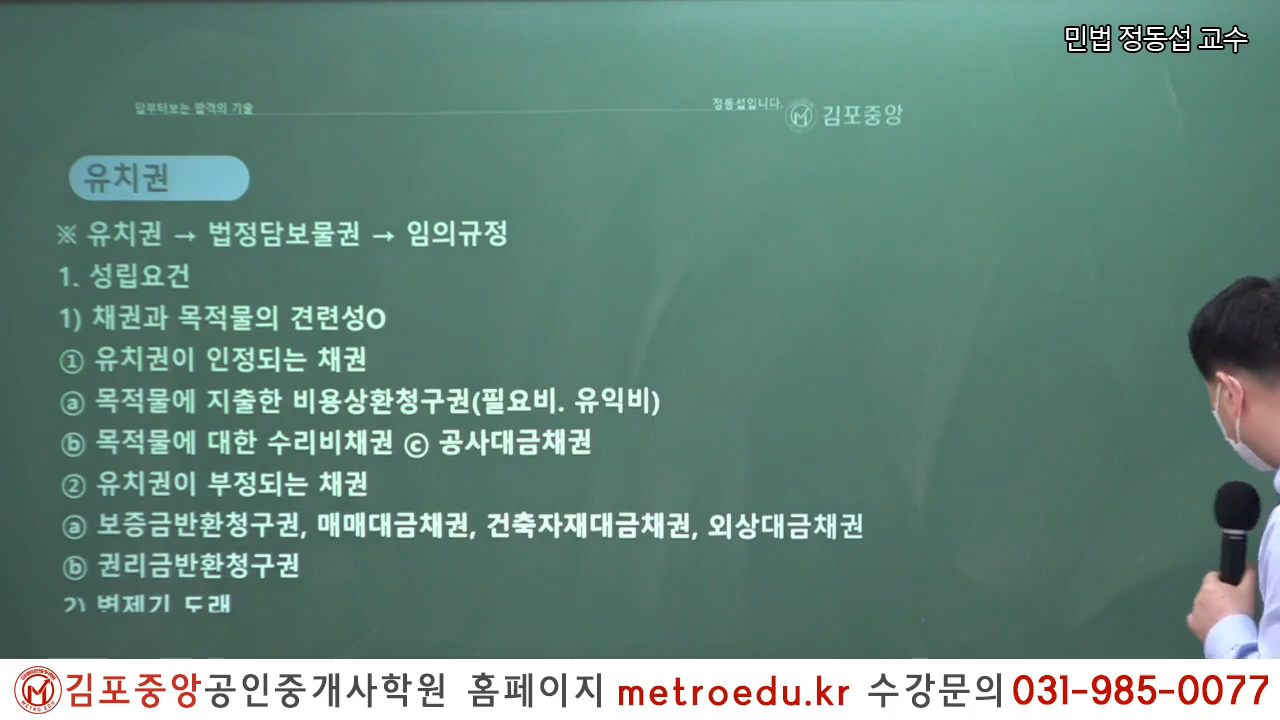 민법 정동섭 교수
답부터보는 합격의 기술
정동섭입니다.
김포중앙
유치권
※ 유치권 → 법정담보물권 → 임의규정
1. 성립요건
1) 채권과 목적물의 견련성O
① 유치권이 인정되는 채권
ⓐ 목적물에 지출한 비용상환청구권(필요비. 유익비)
ⓑ 목적물에 대한 수리비채권 ⓒ 공사대금채권
② 유치권이 부정되는 채권
ⓐ 보증금반환청구권, 매매대금채권, 건축자재대금채권, 외상대금채권
ⓑ 권리금반환청구권
2) 변제기 도래
METRO EDU 김포중앙공인중개사학원 홈페이지 metroedu.kr 수강문의 031-985-0077